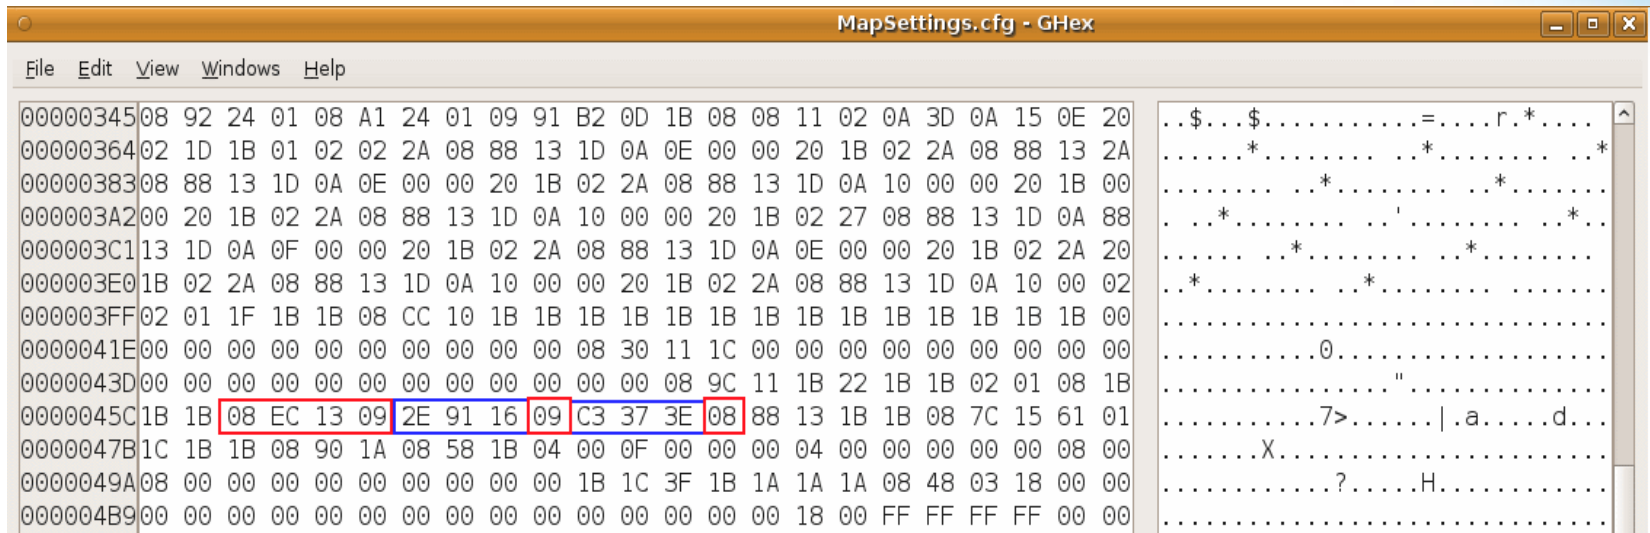 MapSettings.cfg - GHex
File Edit View Windows Help
00000345 08 92 24 01 08 A1 24 01 09 91 B2 0D 1B 08 08 11 02 0A 3D 0A 15 0E 20 ..$...$...........=....r.*....
00000364 02 1D 1B 01 02 02 2A 08 88 13 1D 0A 0E 00 00 20 1B 02 2A 08 88 13 2A ......*........ ..*........ ..*
00000383 08 88 13 1D 0A 0E 00 00 20 1B 02 2A 08 88 13 1D 0A 10 00 00 20 1B 00 ........ ..*........ ..*.......
000003A2 00 20 1B 02 2A 08 88 13 1D 0A 10 00 00 20 1B 02 27 08 88 13 1D 0A 88 . ..*........ ..'........ ..*..
000003C1 13 1D 0A 0F 00 00 20 1B 02 2A 08 88 13 1D 0A 0E 00 00 20 1B 02 2A 20 ...... ..*........ ..*........
000003E0 1B 02 2A 08 88 13 1D 0A 10 00 00 20 1B 02 2A 08 88 13 1D 0A 10 00 02 ..*........ ..*........ .......
000003FF 02 01 1F 1B 1B 08 CC 10 1B 1B 1B 1B 1B 1B 1B 1B 1B 1B 1B 1B 1B 1B 00 ...............................
0000041E 00 00 00 00 00 00 00 00 00 00 08 30 11 1C 00 00 00 00 00 00 00 00 00 ...........0...................
0000043D 00 00 00 00 00 00 00 00 00 00 00 00 08 9C 11 1B 22 1B 1B 02 01 08 1B ................"..............
0000045C 1B 1B 08 EC 13 09 2E 91 16 09 C3 37 3E 08 88 13 1B 1B 08 7C 15 61 01 ...........7>......|.a.....d...
0000047B 1C 1B 1B 08 90 1A 08 58 1B 04 00 0F 00 00 00 04 00 00 00 00 00 08 00 .......X.......................
0000049A 08 00 00 00 00 00 00 00 00 00 1B 1C 3F 1B 1A 1A 1A 08 48 03 18 00 00 ............?.....H............
000004B9 00 00 00 00 00 00 00 00 00 00 00 00 00 00 00 18 00 FF FF FF FF 00 00 ...............................